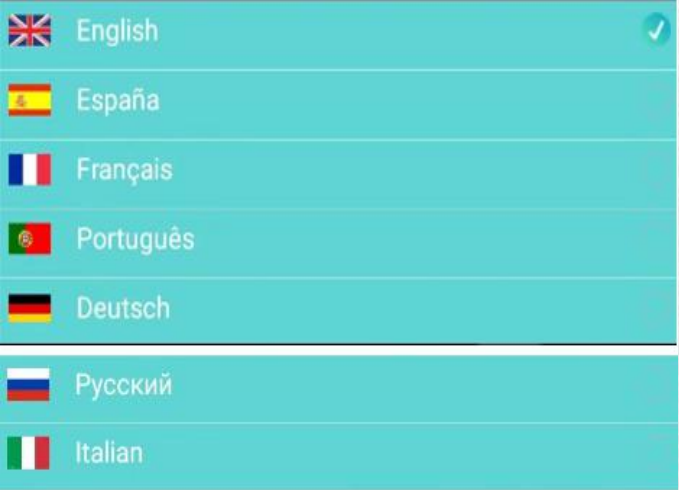 English
España
Français
Português
Deutsch
Русский
Italian